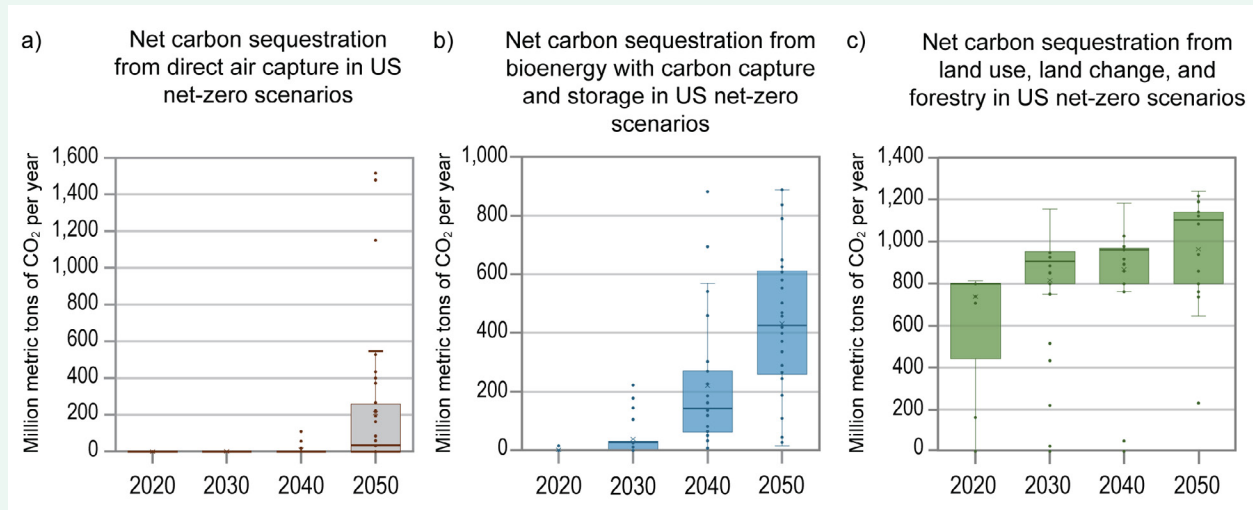 a)
Net carbon sequestration
from direct air capture in US
net-zero scenarios
Million metric tons of CO₂ per year
1,600
1,400
1,200
1,000
800
600
400
200
0
2020 2030 2040 2050
b)
Net carbon sequestration from
bioenergy with carbon capture
and storage in US net-zero
scenarios
Million metric tons of CO₂ per year
1,000
800
600
400
200
0
2020 2030 2040 2050
c)
Net carbon sequestration from
land use, land change, and
forestry in US net-zero scenarios
Million metric tons of CO₂ per year
1,400
1,200
1,000
800
600
400
200
0
2020 2030 2040 2050